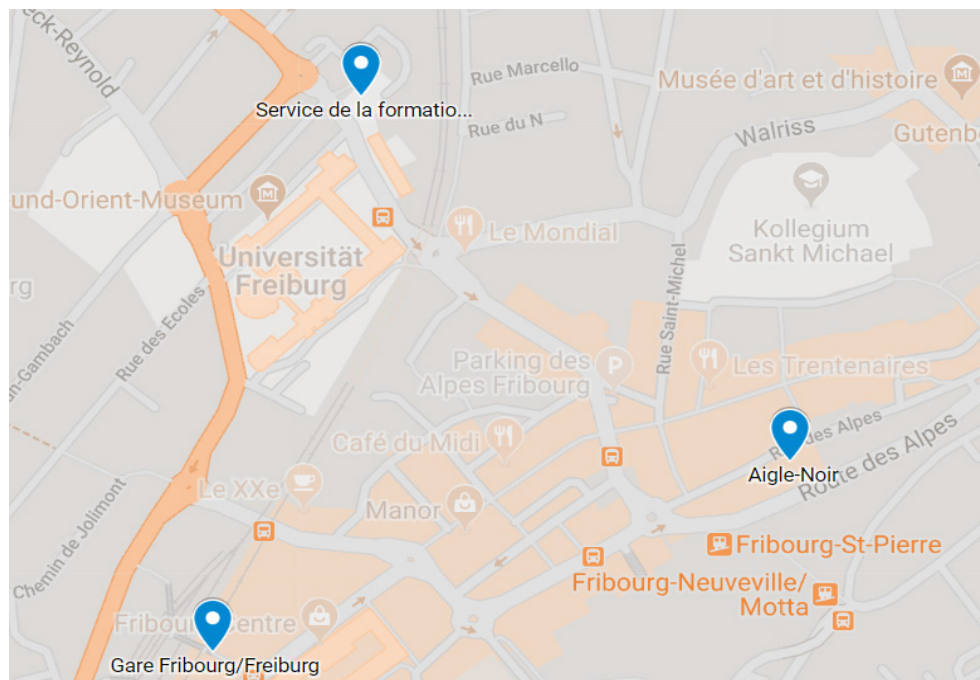 eck-Reynold
Service de la formatio...
Rue Marcello
Rue du N
Musée d'art et d'histoire
Walriss
Gutenb
-und-Orient-Museum
Universität
Freiburg
Le Mondial
Kollegium
Sankt Michael
rg
Rue des Ecoles
n-Gambach
Rue Saint-Michel
Parking des
Alpes Fribourg
Les Trentenaires
Café du Midi
des Alpes
Aigle-Noir
Route des Alpes
Le XXe
Manor
Chemin de Jolimont
Fribourg-St-Pierre
Fribourg-Neuveville/
Motta
Fribou
entre
Gare Fribourg/Freiburg